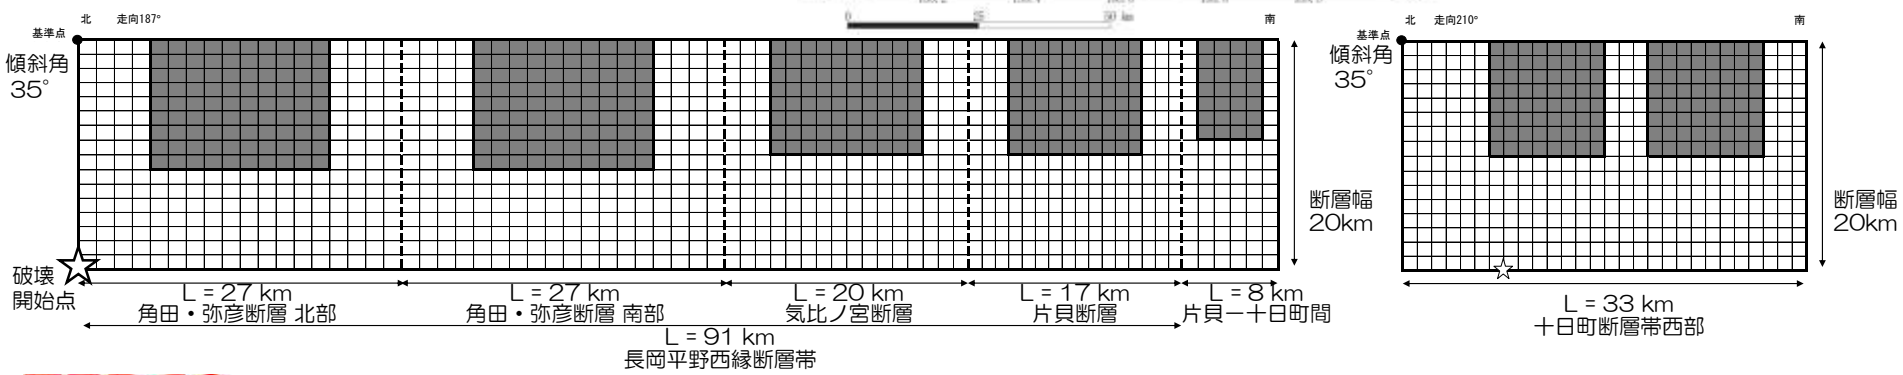 0 25 50 km
北 走向187°
南
基準点
傾斜角
35°
断層幅
20km
破壊
開始点
L = 27 km
角田・弥彦断層 北部
L = 27 km
角田・弥彦断層 南部
L = 20 km
気比ノ宮断層
L = 17 km
片貝断層
L = 8 km
片貝ー十日町間
L = 91 km
長岡平野西縁断層帯
北 走向210°
南
基準点
傾斜角
35°
断層幅
20km
L = 33 km
十日町断層帯西部